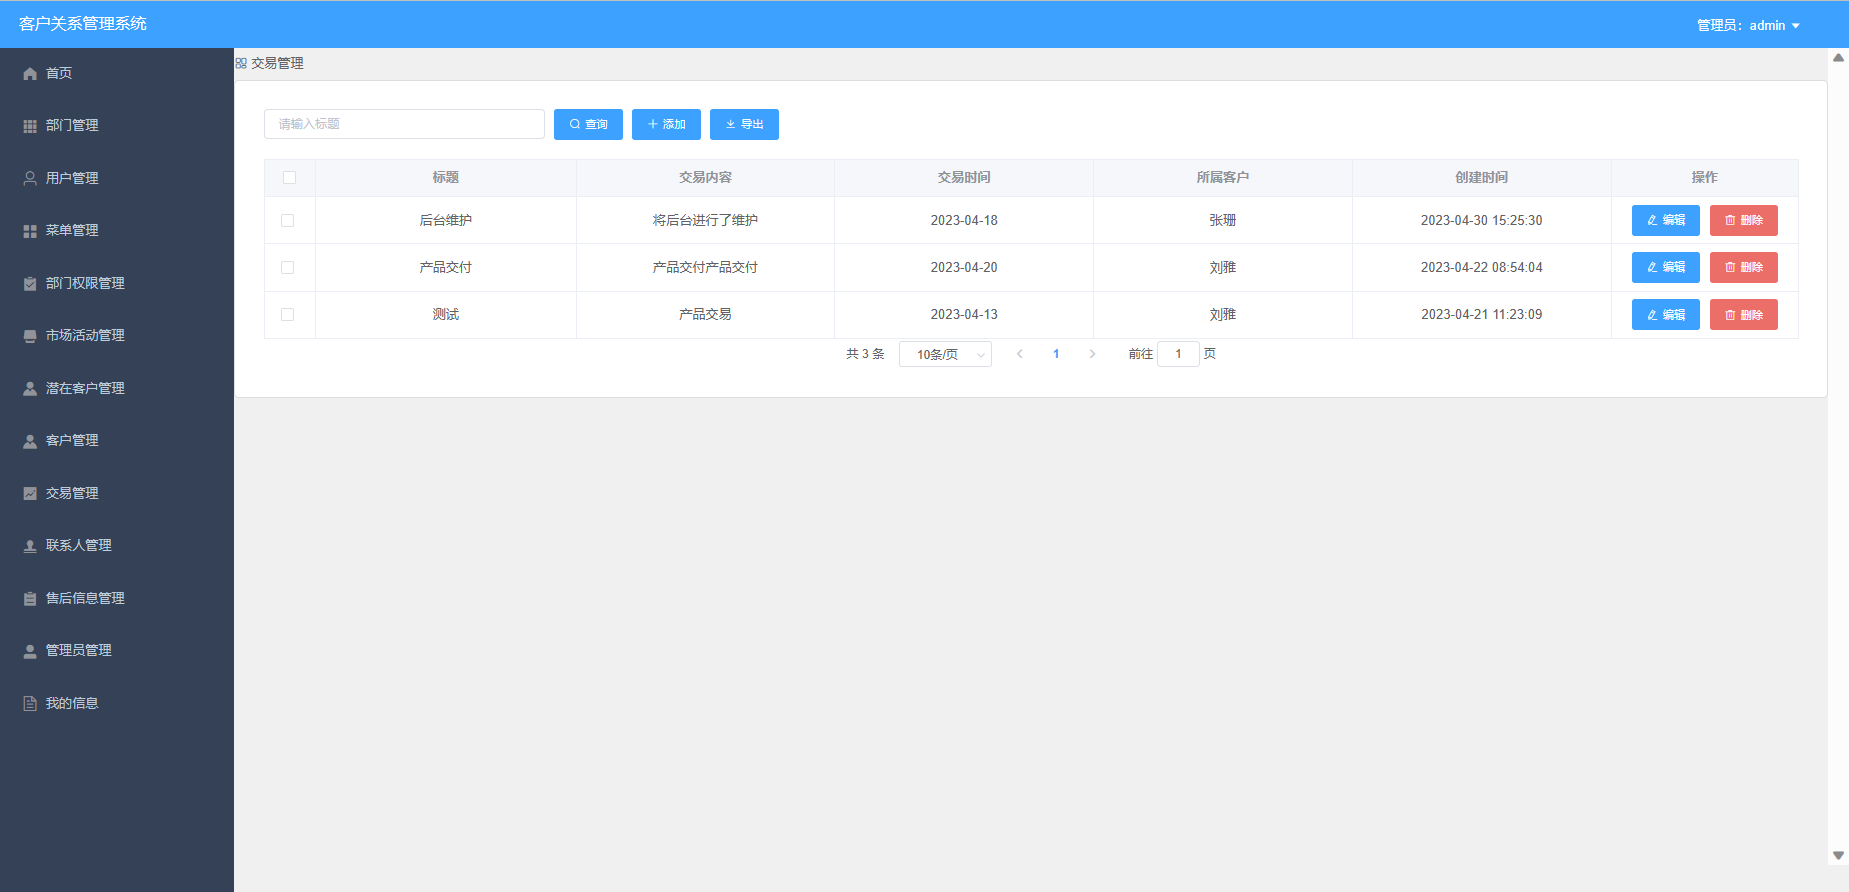 客户关系管理系统
管理员：admin
首页
部门管理
用户管理
菜单管理
部门权限管理
市场活动管理
潜在客户管理
客户管理
交易管理
联系人管理
售后信息管理
管理员管理
我的信息
交易管理
请输入标题 查询 添加 导出
标题 交易内容 交易时间 所属客户 创建时间 操作
后台维护 将后台进行了维护 2023-04-18 张珊 2023-04-30 15:25:30 编辑 删除
产品交付 产品交付产品交付 2023-04-20 刘雅 2023-04-22 08:54:04 编辑 删除
测试 产品交易 2023-04-13 刘雅 2023-04-21 11:23:09 编辑 删除
共 3 条 10条/页 1 前往 1 页